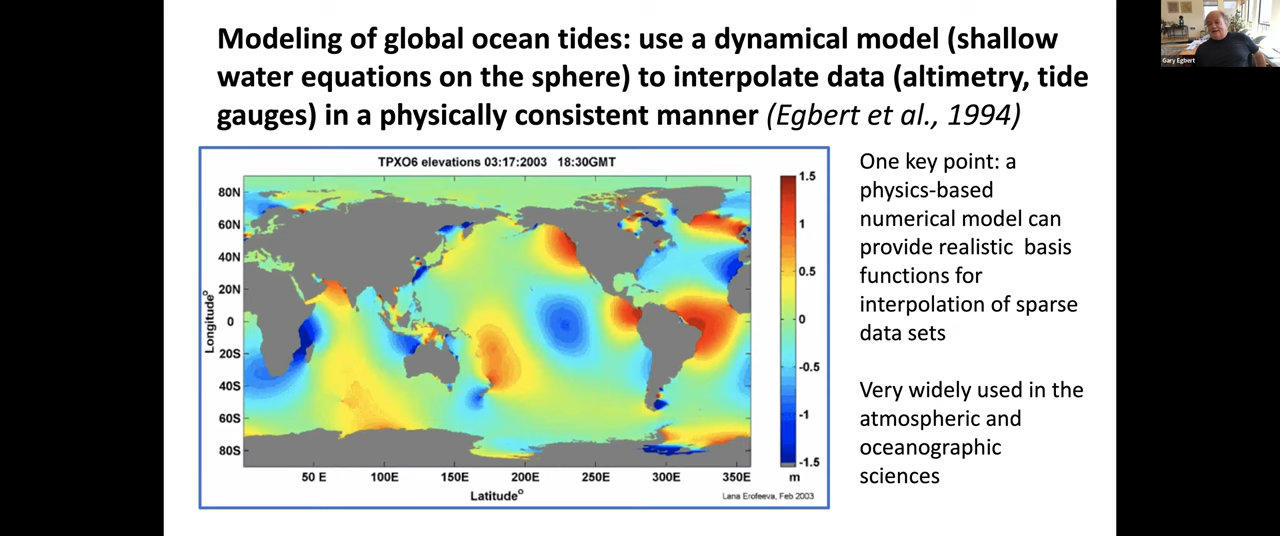 Modeling of global ocean tides: use a dynamical model (shallow
water equations on the sphere) to interpolate data (altimetry, tide
gauges) in a physically consistent manner (Egbert et al., 1994)
Gary Egbert
TPXO6 elevations 03:17:2003 18:30GMT
80N
60N
40N
20N
0
20S
40S
60S
80S
Longitude°
50 E
100E
150E
200E
250E
300E
350E
Latitude°
1.5
1
0.5
0
-0.5
-1
-1.5
m
Lana Erofeeva, Feb 2003
One key point: a
physics-based
numerical model can
provide realistic basis
functions for
interpolation of sparse
data sets
Very widely used in the
atmospheric and
oceanographic
sciences